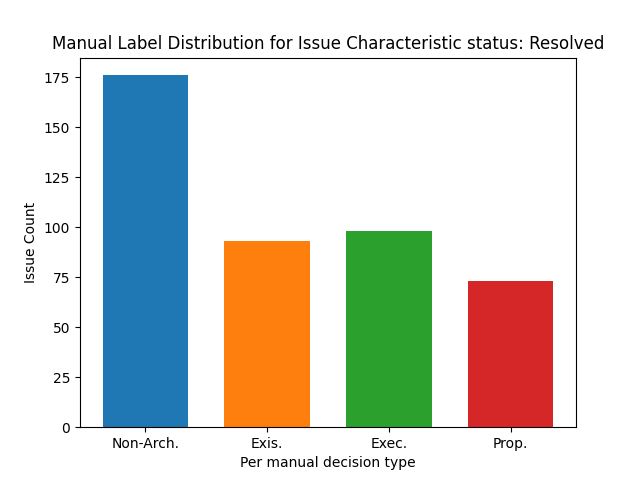 Manual Label Distribution for Issue Characteristic status: Resolved
175
150
125
100
75
50
25
0
Issue Count
Non-Arch.
Exis.
Exec.
Prop.
Per manual decision type